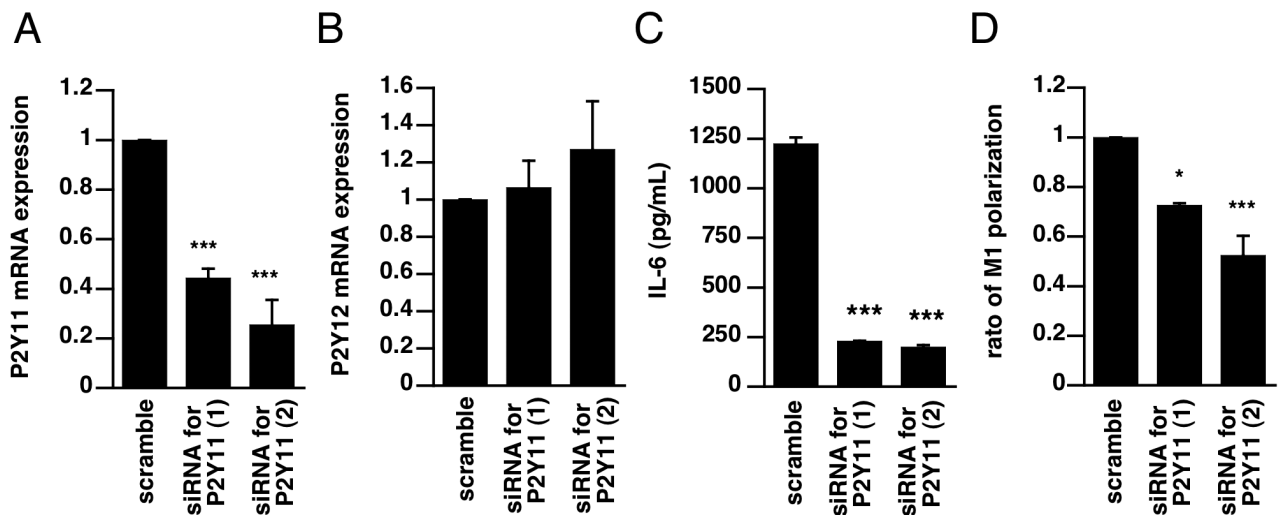 A
P2Y11 mRNA expression
1.2
1
0.8
0.6
0.4
0.2
0
***
***
scramble
siRNA for
P2Y11 (1)
siRNA for
P2Y11 (2)
B
P2Y12 mRNA expression
1.6
1.4
1.2
1
0.8
0.6
0.4
0.2
0
scramble
siRNA for
P2Y11 (1)
siRNA for
P2Y11 (2)
C
IL-6 (pg/mL)
1500
1250
1000
750
500
250
0
***
***
scramble
siRNA for
P2Y11 (1)
siRNA for
P2Y11 (2)
D
rato of M1 polarization
1.2
1
0.8
0.6
0.4
0.2
0
*
***
scramble
siRNA for
P2Y11 (1)
siRNA for
P2Y11 (2)